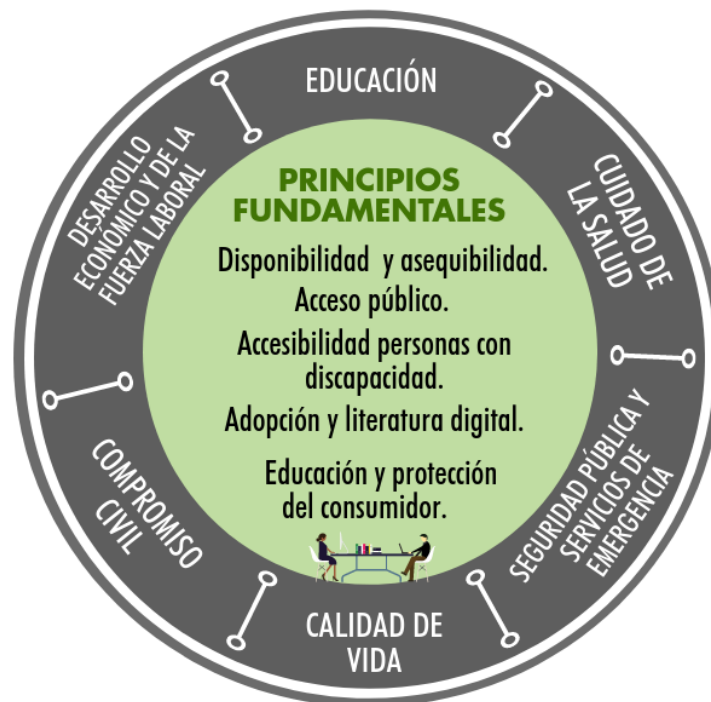 EDUCACIÓN
CUIDADO DE
LA SALUD
SEGURIDAD PÚBLICA Y
SERVICIOS DE
EMERGENCIA
CALIDAD DE
VIDA
COMPROMISO
CIVIL
DESARROLLO
ECONÓMICO Y DE LA
FUERZA LABORAL
PRINCIPIOS
FUNDAMENTALES
Disponibilidad y asequibilidad.
Acceso público.
Accesibilidad personas con
discapacidad.
Adopción y literatura digital.
Educación y protección
del consumidor.